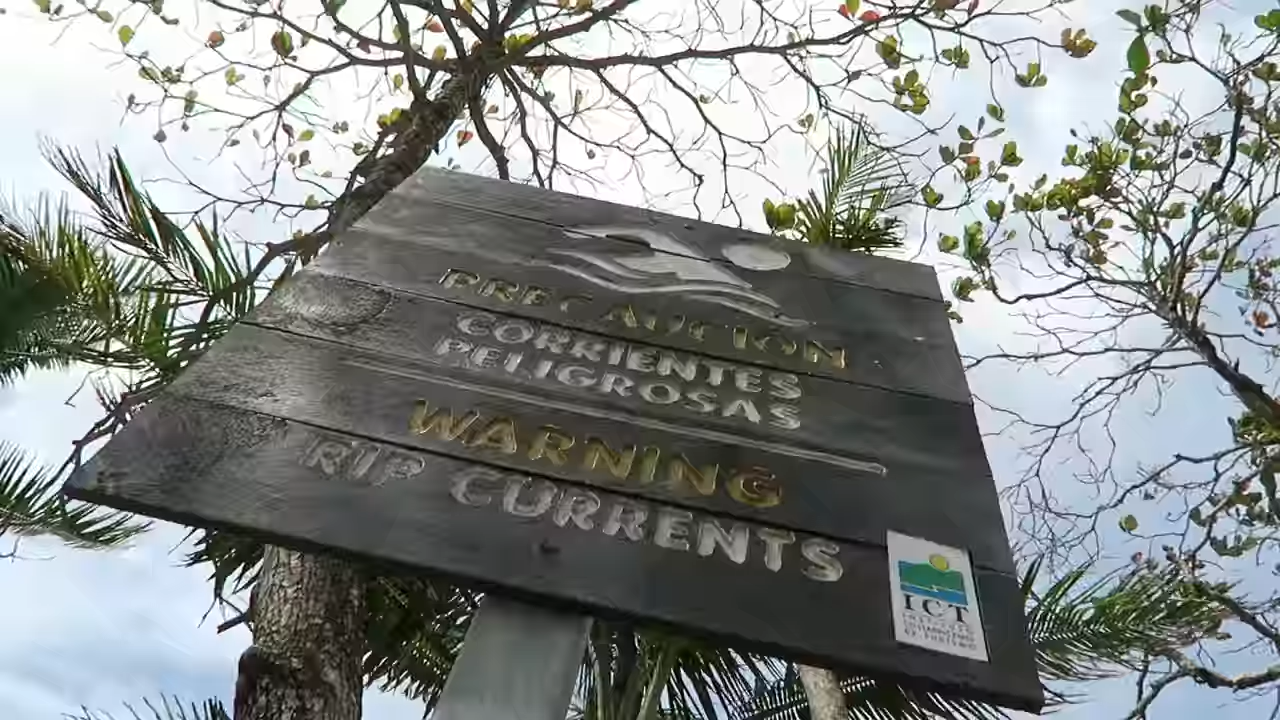 PRECAUCION
CORRIENTES
PELIGROSAS
WARNING
RIP CURRENTS
ICT